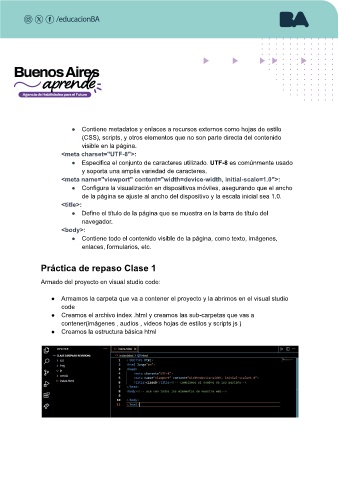 /educacionBA
BA
Buenos Aires
aprende
Agencia de Habilidades para el Futuro
● Contiene metadatos y enlaces a recursos externos como hojas de estilo
(CSS), scripts, y otros elementos que no son parte directa del contenido
visible en la página.
<meta charset="UTF-8">:
● Especifica el conjunto de caracteres utilizado. UTF-8 es comúnmente usado
y soporta una amplia variedad de caracteres.
<meta name="viewport" content="width=device-width, initial-scale=1.0">:
● Configura la visualización en dispositivos móviles, asegurando que el ancho
de la página se ajuste al ancho del dispositivo y la escala inicial sea 1.0.
<title>:
● Define el título de la página que se muestra en la barra de título del
navegador.
<body>:
● Contiene todo el contenido visible de la página, como texto, imágenes,
enlaces, formularios, etc.
Práctica de repaso Clase 1
Armado del proyecto en visual studio code:
● Armamos la carpeta que va a contener el proyecto y la abrimos en el visual studio
code
● Creamos el archivo index .html y creamos las sub-carpetas que vas a
contener(imágenes , audios , videos hojas de estilos y scripts js )
● Creamos la estructura básica html